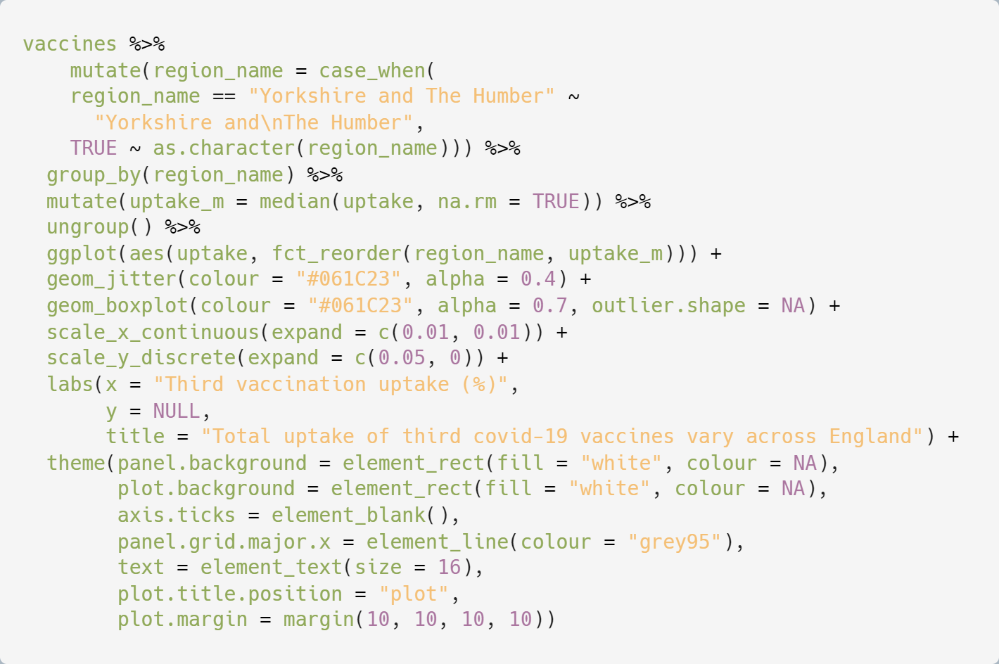 vaccines %>%
    mutate(region_name = case_when(
    region_name == "Yorkshire and The Humber" ~
      "Yorkshire and\nThe Humber",
    TRUE ~ as.character(region_name))) %>%
  group_by(region_name) %>%
  mutate(uptake_m = median(uptake, na.rm = TRUE)) %>%
  ungroup() %>%
  ggplot(aes(uptake, fct_reorder(region_name, uptake_m))) +
  geom_jitter(colour = "#061C23", alpha = 0.4) +
  geom_boxplot(colour = "#061C23", alpha = 0.7, outlier.shape = NA) +
  scale_x_continuous(expand = c(0.01, 0.01)) +
  scale_y_discrete(expand = c(0.05, 0)) +
  labs(x = "Third vaccination uptake (%)",
       y = NULL,
       title = "Total uptake of third covid-19 vaccines vary across England") +
  theme(panel.background = element_rect(fill = "white", colour = NA),
        plot.background = element_rect(fill = "white", colour = NA),
        axis.ticks = element_blank(),
        panel.grid.major.x = element_line(colour = "grey95"),
        text = element_text(size = 16),
        plot.title.position = "plot",
        plot.margin = margin(10, 10, 10, 10))